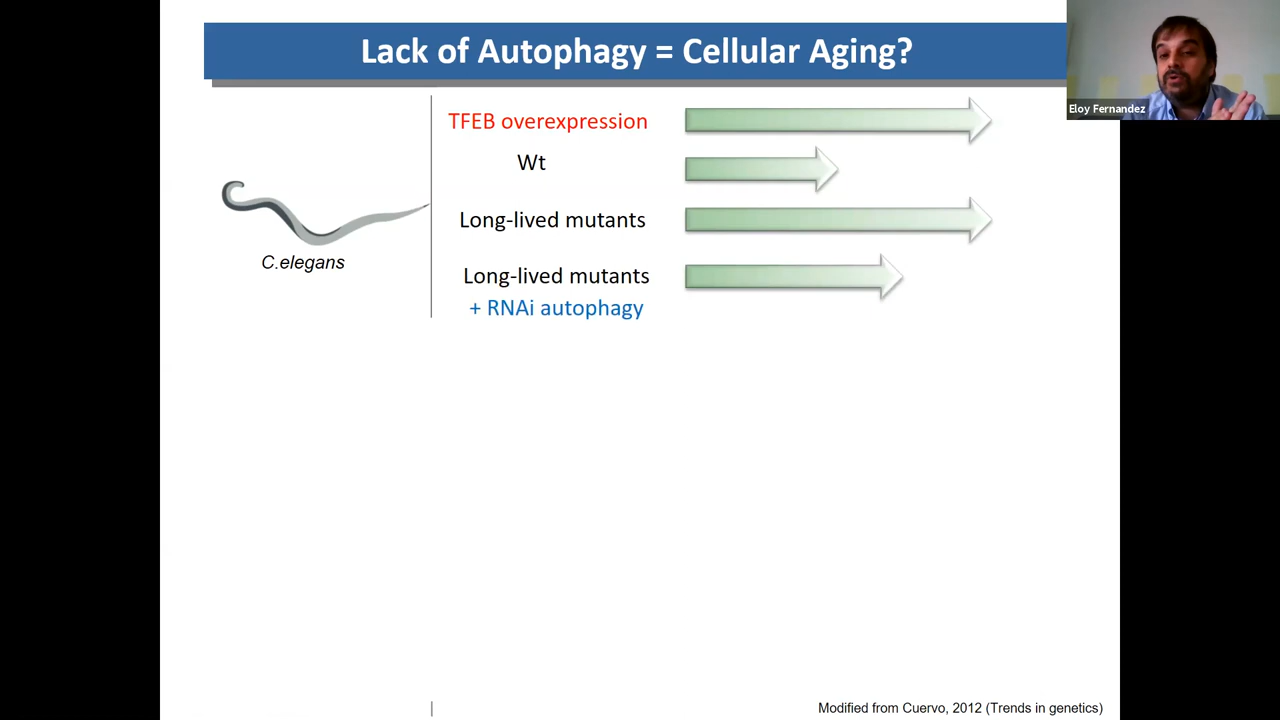 Lack of Autophagy = Cellular Aging?
Eloy Fernandez
TFEB overexpression
Wt
Long-lived mutants
C.elegans
Long-lived mutants
+ RNAi autophagy
Modified from Cuervo, 2012 (Trends in genetics)